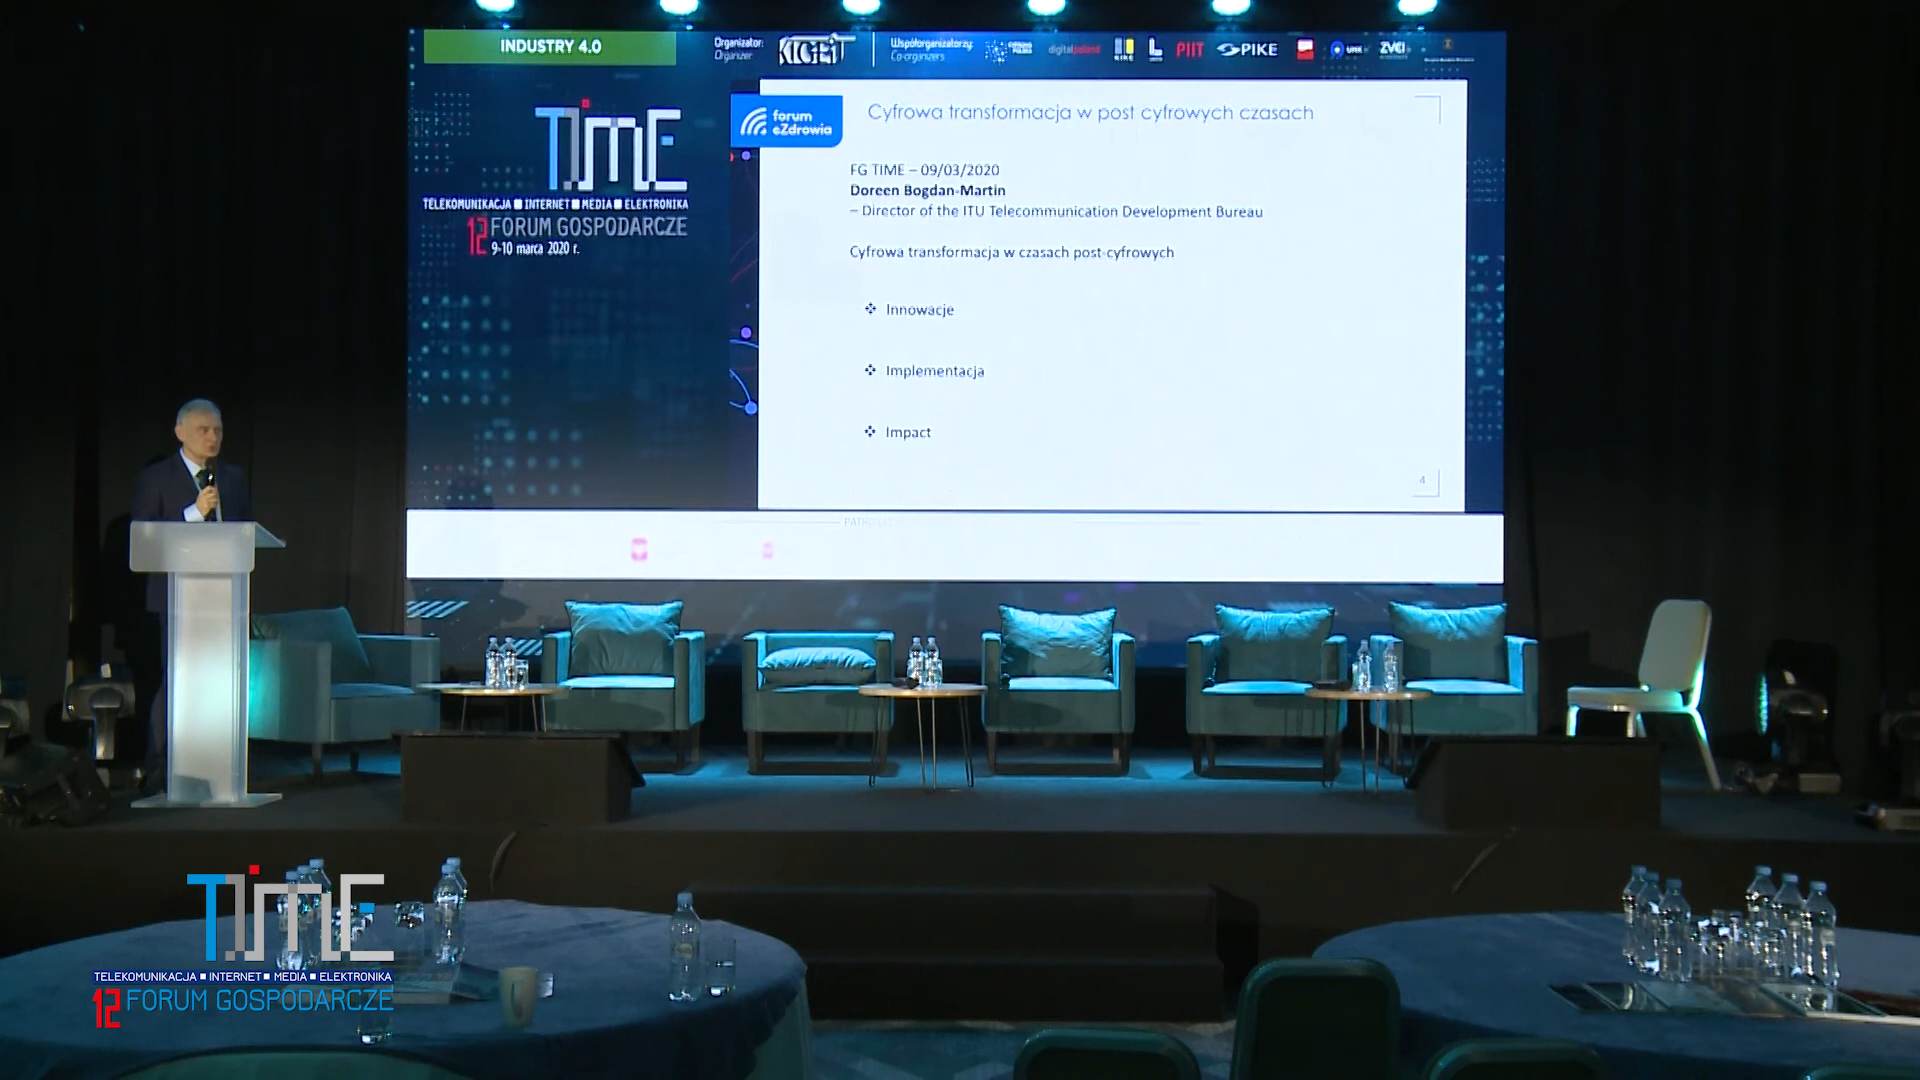 INDUSTRY 4.0
Organizator:
Organizer
KIGEiT
Współorganizatorzy:
Co-organizers
digitalpoland
PIIT
PIKE
TIME
TELEKOMUNIKACJA ■ INTERNET ■ MEDIA ■ ELEKTRONIKA
12 FORUM GOSPODARCZE
9-10 marca 2020 r.
forum
eZdrowia
Cyfrowa transformacja w post cyfrowych czasach
FG TIME – 09/03/2020
Doreen Bogdan-Martin
– Director of the ITU Telecommunication Development Bureau
Cyfrowa transformacja w czasach post-cyfrowych
❖ Innowacje
❖ Implementacja
❖ Impact
4
TIME
TELEKOMUNIKACJA ■ INTERNET ■ MEDIA ■ ELEKTRONIKA
12 FORUM GOSPODARCZE